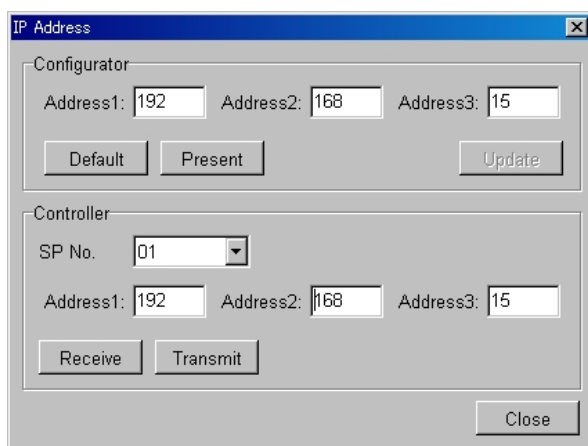 IP Address
Configurator
Address1: 192 Address2: 168 Address3: 15
Default Present Update
Controller
SP No. 01
Address1: 192 Address2: 168 Address3: 15
Receive Transmit
Close